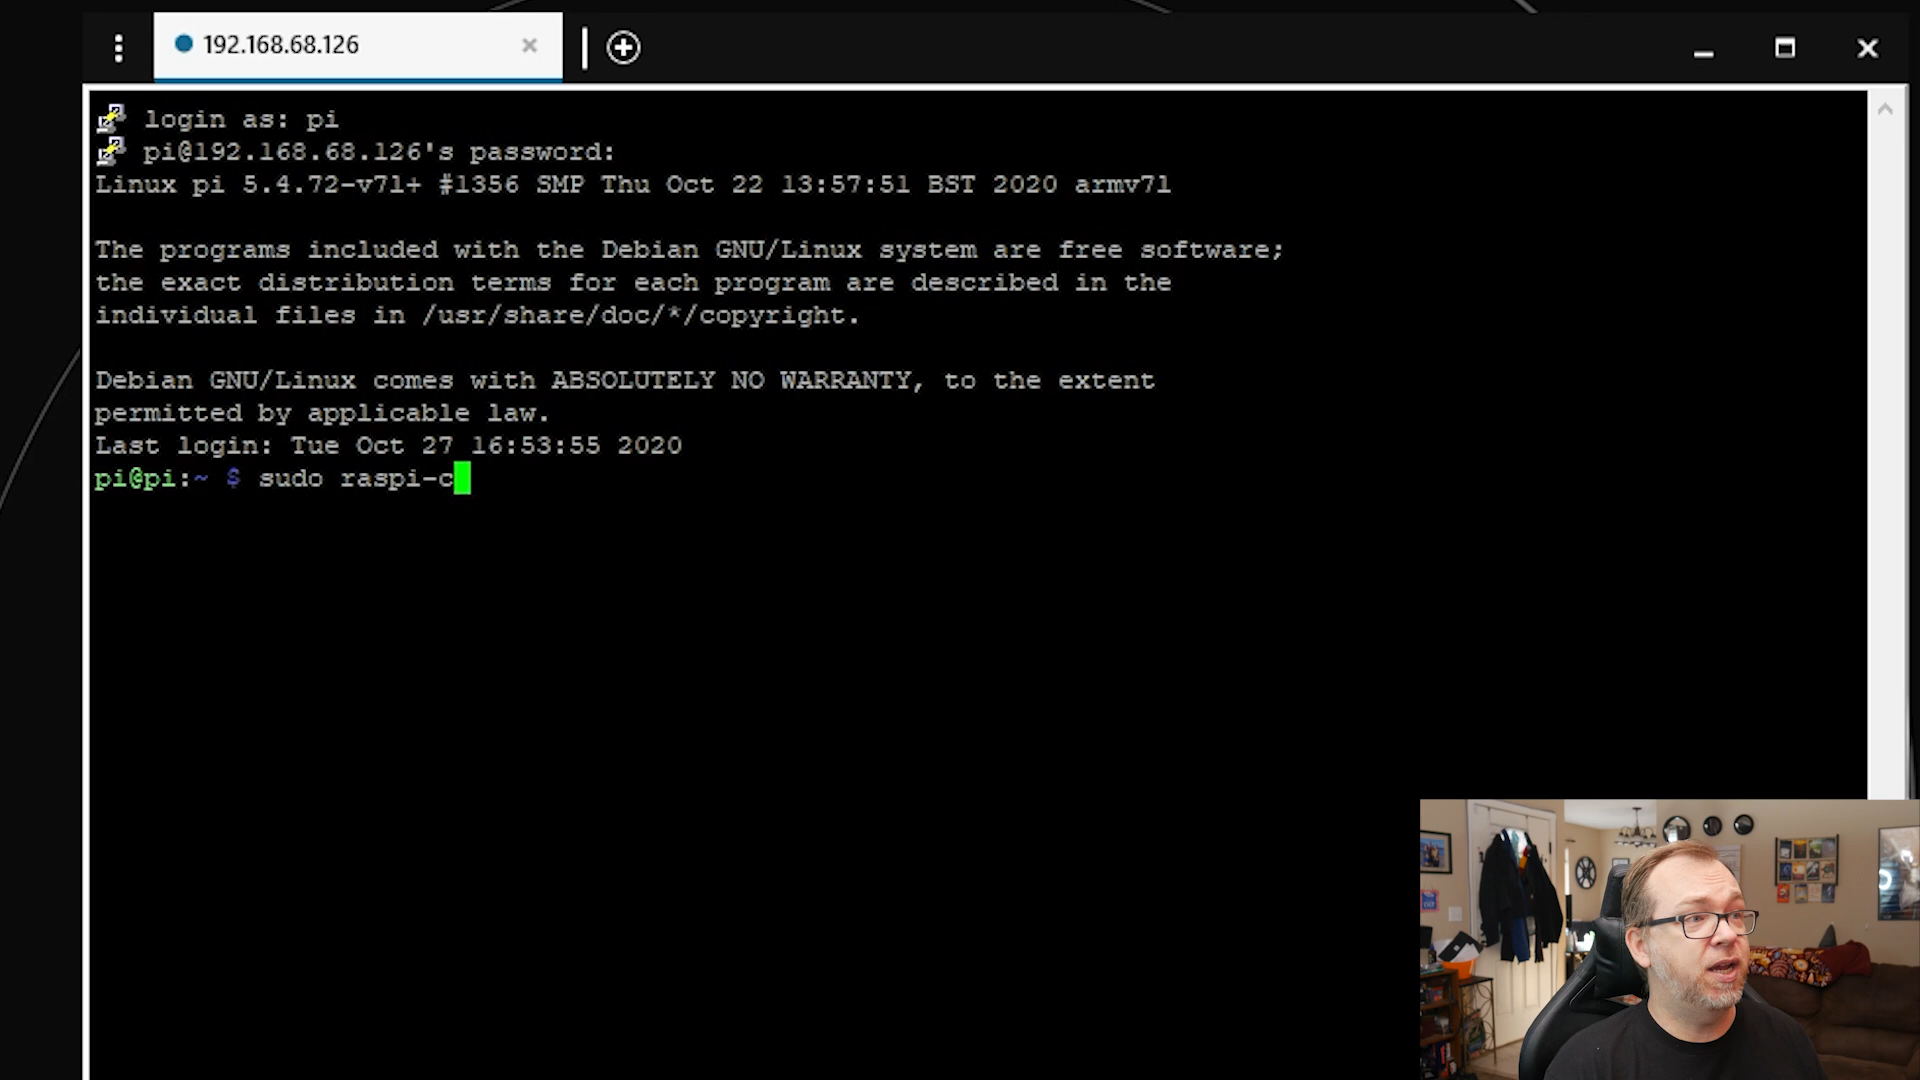 192.168.68.126
login as: pi
pi@192.168.68.126's password:
Linux pi 5.4.72-v7l+ #1356 SMP Thu Oct 22 13:57:51 BST 2020 armv7l
The programs included with the Debian GNU/Linux system are free software;
the exact distribution terms for each program are described in the
individual files in /usr/share/doc/*/copyright.
Debian GNU/Linux comes with ABSOLUTELY NO WARRANTY, to the extent
permitted by applicable law.
Last login: Tue Oct 27 16:53:55 2020
pi@pi:~ $ sudo raspi-c